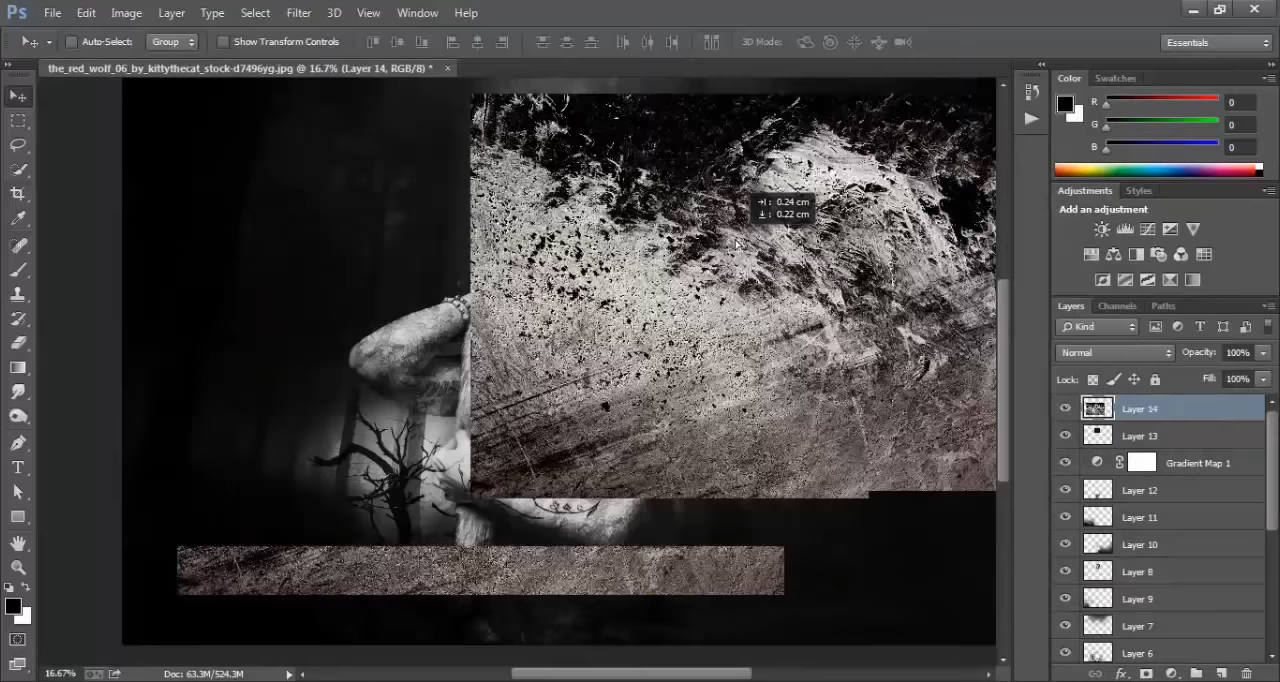 Ps File Edit Image Layer Type Select Filter 3D View Window Help
Auto-Select: Group Show Transform Controls 3D Mode: Essentials
the_red_wolf_06_by_kittythecat_stock-d7496yg.jpg @ 16.7% (Layer 14, RGB/8) * ×
Color Swatches
R 0
G 0
B 0
Adjustments Styles
Add an adjustment
→|: 0.24 cm
↓: 0.22 cm
Layers Channels Paths
Kind T
Normal Opacity: 100%
Lock: Fill: 100%
Layer 14
Layer 13
Gradient Map 1
Layer 12
Layer 11
Layer 10
Layer 8
Layer 9
Layer 7
Layer 6
16.67% Doc: 63.3M/524.3M
fx